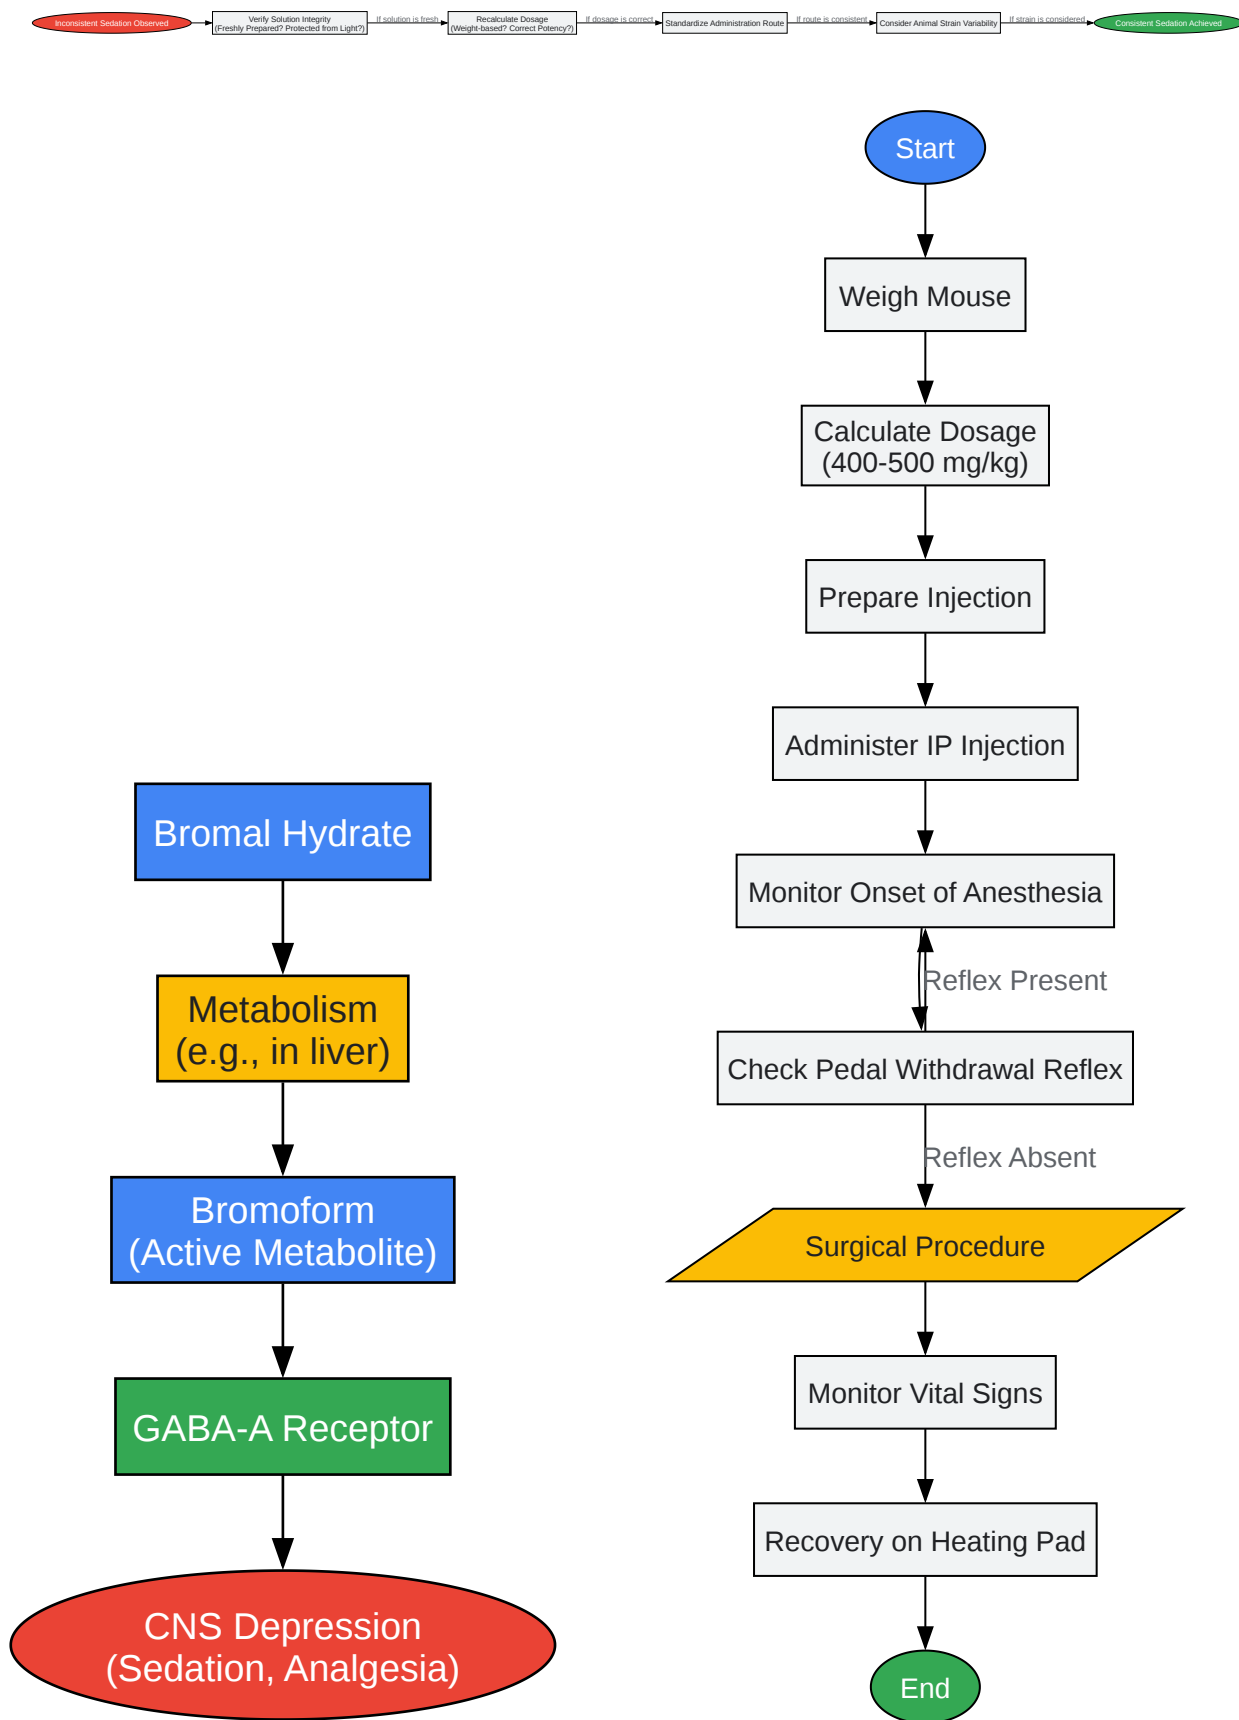 Inconsistent Sedation Observed
Verify Solution Integrity
(Freshly Prepared? Protected from Light?)
If solution is fresh
Recalculate Dosage
(Weight-based? Correct Potency?)
If dosage is correct
Standardize Administration Route
If route is consistent
Consider Animal Strain Variability
If strain is considered
Consistent Sedation Achieved
Bromal Hydrate
Metabolism
(e.g., in liver)
Bromoform
(Active Metabolite)
GABA-A Receptor
CNS Depression
(Sedation, Analgesia)
Start
Weigh Mouse
Calculate Dosage
(400-500 mg/kg)
Prepare Injection
Administer IP Injection
Monitor Onset of Anesthesia
Reflex Present
Check Pedal Withdrawal Reflex
Reflex Absent
Surgical Procedure
Monitor Vital Signs
Recovery on Heating Pad
End